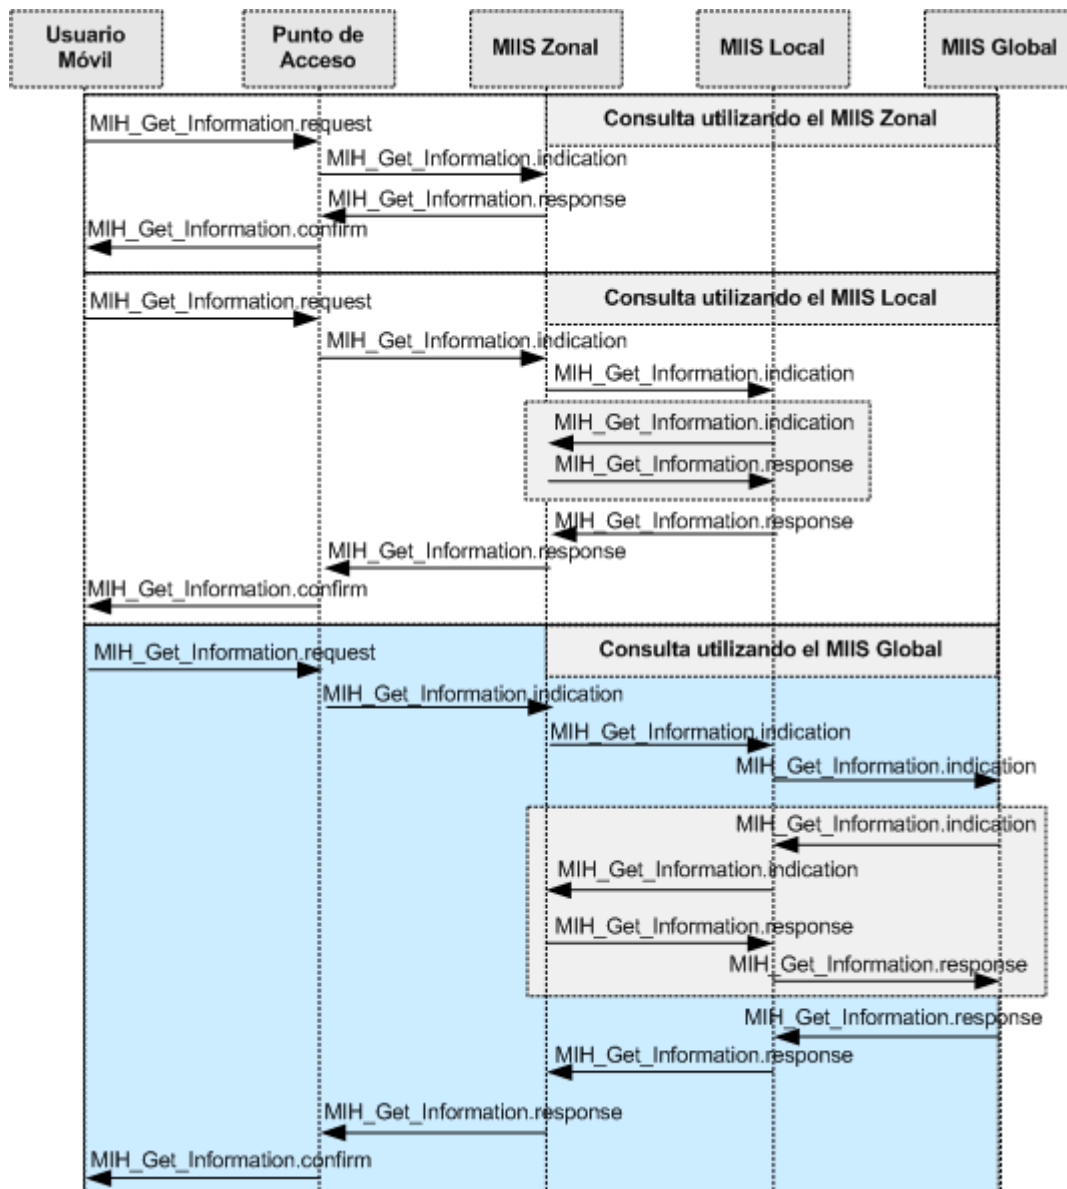 Usuario
Móvil
Punto de
Acceso
MIIS Zonal
MIIS Local
MIIS Global
Consulta utilizando el MIIS Zonal
MIH_Get_Information.request
MIH_Get_Information.indication
MIH_Get_Information.response
MIH_Get_Information.confirm
Consulta utilizando el MIIS Local
MIH_Get_Information.request
MIH_Get_Information.indication
MIH_Get_Information.indication
MIH_Get_Information.indication
MIH_Get_Information.response
MIH_Get_Information.response
MIH_Get_Information.response
MIH_Get_Information.confirm
Consulta utilizando el MIIS Global
MIH_Get_Information.request
MIH_Get_Information.indication
MIH_Get_Information.indication
MIH_Get_Information.indication
MIH_Get_Information.indication
MIH_Get_Information.indication
MIH_Get_Information.response
MIH_Get_Information.response
MIH_Get_Information.response
MIH_Get_Information.response
MIH_Get_Information.response
MIH_Get_Information.confirm